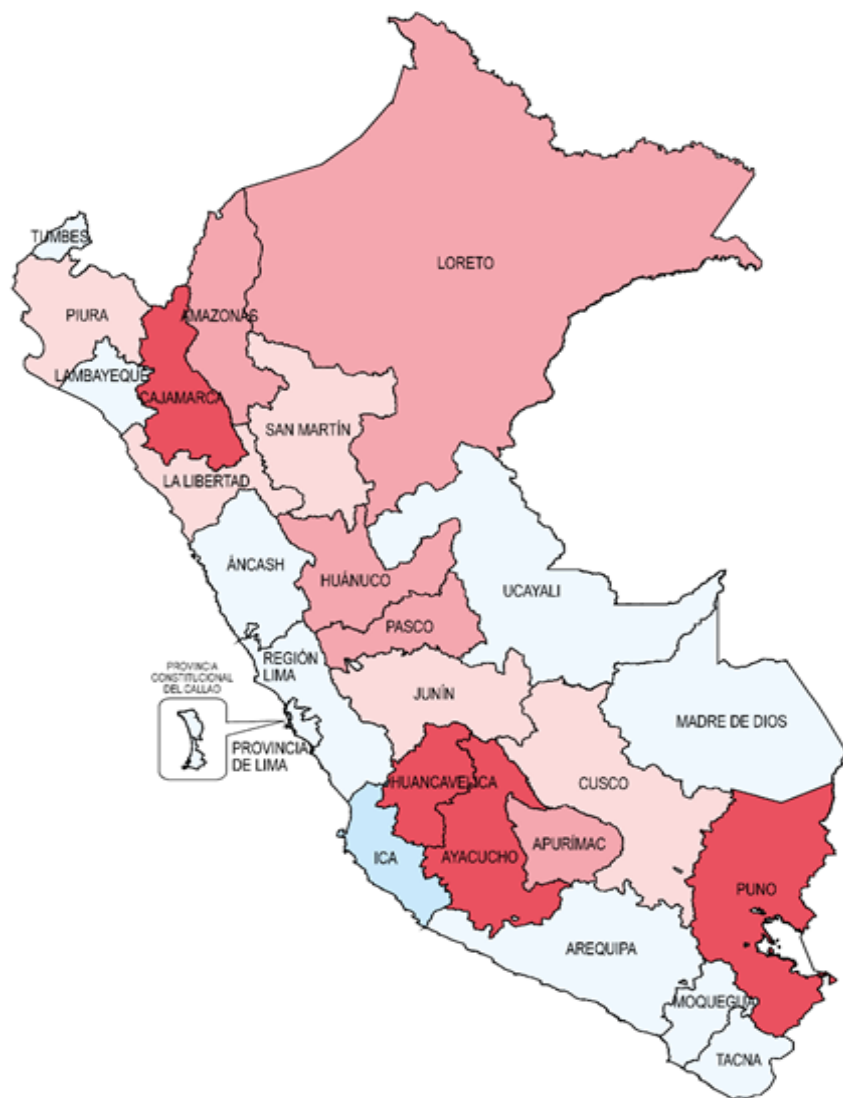 TUMBES
LORETO
PIURA
AMAZONAS
LAMBAYEQUE
CAJAMARCA
SAN MARTÍN
LA LIBERTAD
ÁNCASH
HUÁNUCO
UCAYALI
PASCO
REGIÓN
LIMA
PROVINCIA
CONSTITUCIONAL
DEL CALLAO
JUNÍN
MADRE DE DIOS
PROVINCIA
DE LIMA
HUANCAVELICA
CUSCO
ICA
AYACUCHO
APURÍMAC
PUNO
AREQUIPA
MOQUEGUA
TACNA